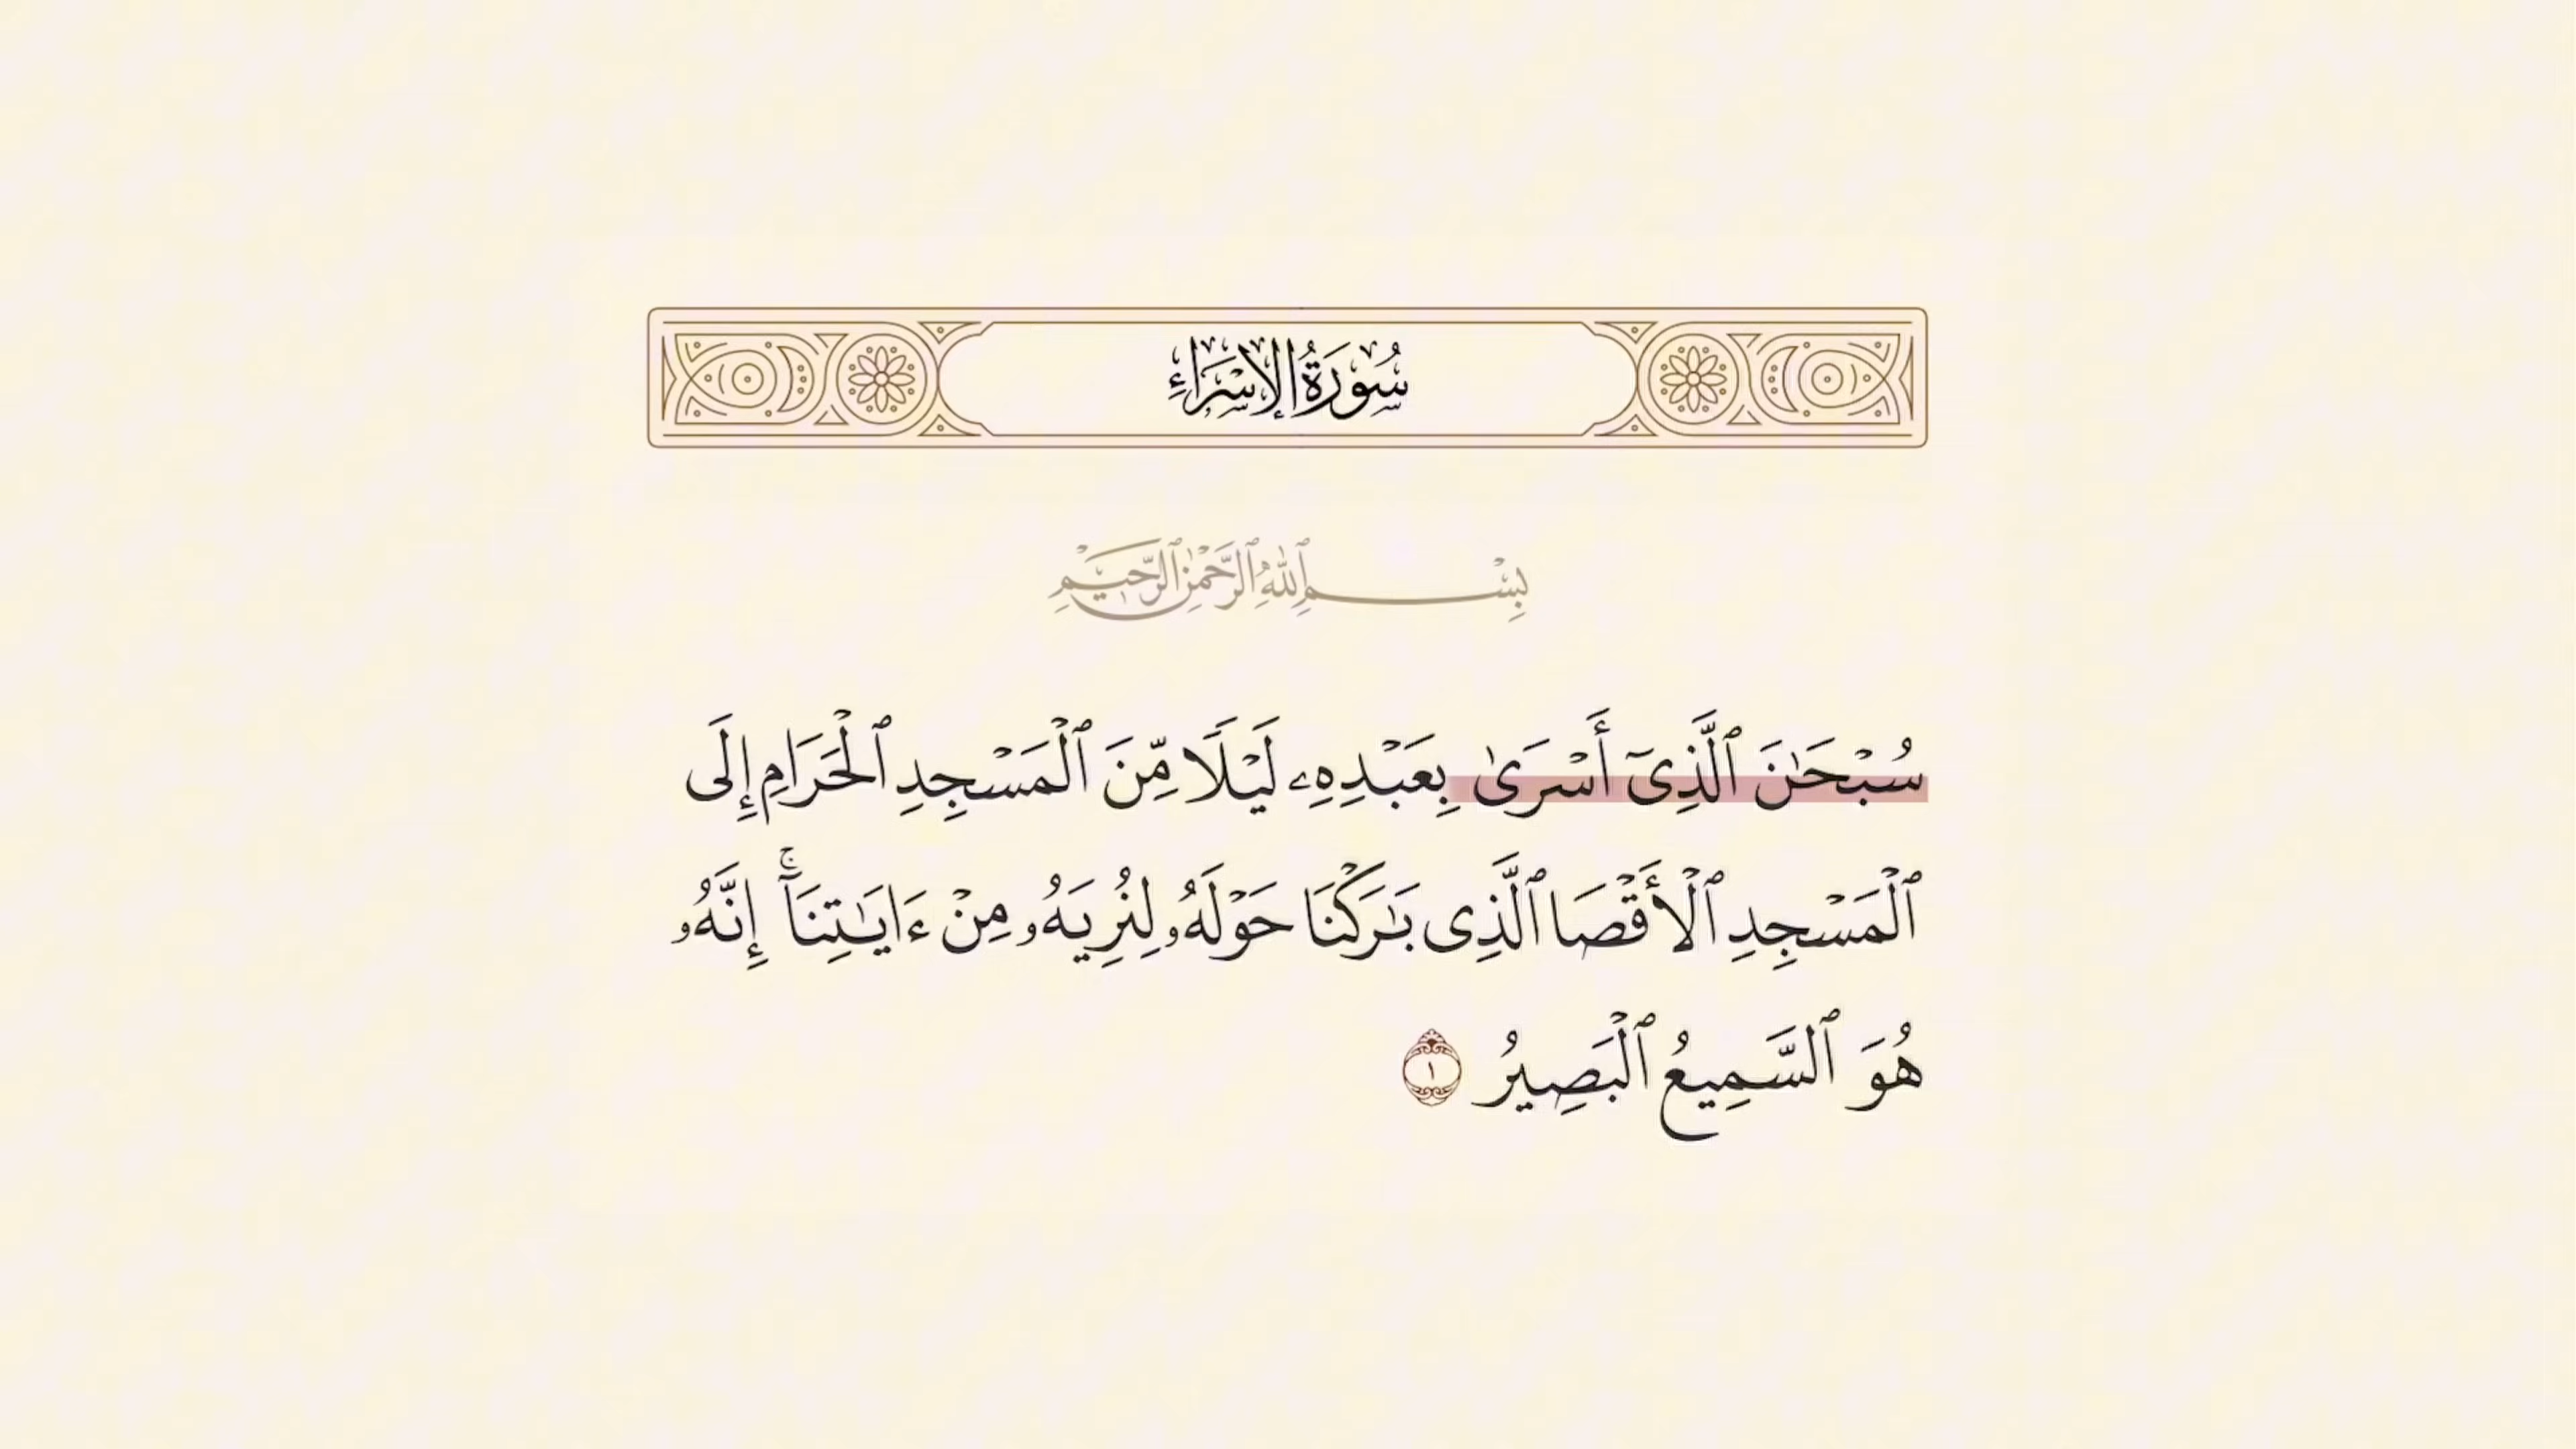 سُورَةُ الإِسْرَاءِ
بِسْمِ ٱللَّهِ ٱلرَّحْمَٰنِ ٱلرَّحِيمِ
سُبْحَٰنَ ٱلَّذِىٓ أَسْرَىٰ بِعَبْدِهِۦ لَيْلًا مِّنَ ٱلْمَسْجِدِ ٱلْحَرَامِ إِلَى
ٱلْمَسْجِدِ ٱلْأَقْصَا ٱلَّذِى بَٰرَكْنَا حَوْلَهُۥ لِنُرِيَهُۥ مِنْ ءَايَٰتِنَآ ۚ إِنَّهُۥ
هُوَ ٱلسَّمِيعُ ٱلْبَصِيرُ ١